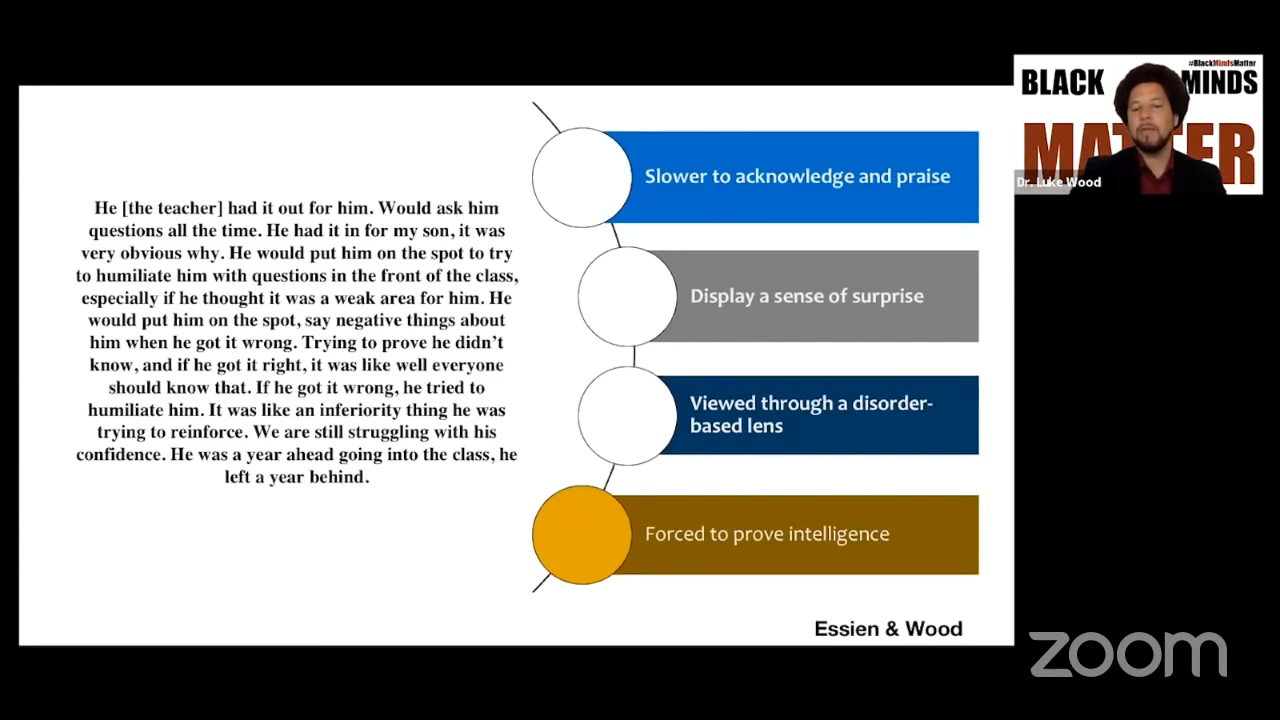 He [the teacher] had it out for him. Would ask him
questions all the time. He had it in for my son, it was
very obvious why. He would put him on the spot to try
to humiliate him with questions in the front of the class,
especially if he thought it was a weak area for him. He
would put him on the spot, say negative things about
him when he got it wrong. Trying to prove he didn’t
know, and if he got it right, it was like well everyone
should know that. If he got it wrong, he tried to
humiliate him. It was like an inferiority thing he was
trying to reinforce. We are still struggling with his
confidence. He was a year ahead going into the class, he
left a year behind.
Slower to acknowledge and praise
Display a sense of surprise
Viewed through a disorder-
based lens
Forced to prove intelligence
Essien & Wood
#BlackMindsMatter
BLACK MINDS
MATTER
Dr. Luke Wood
zoom